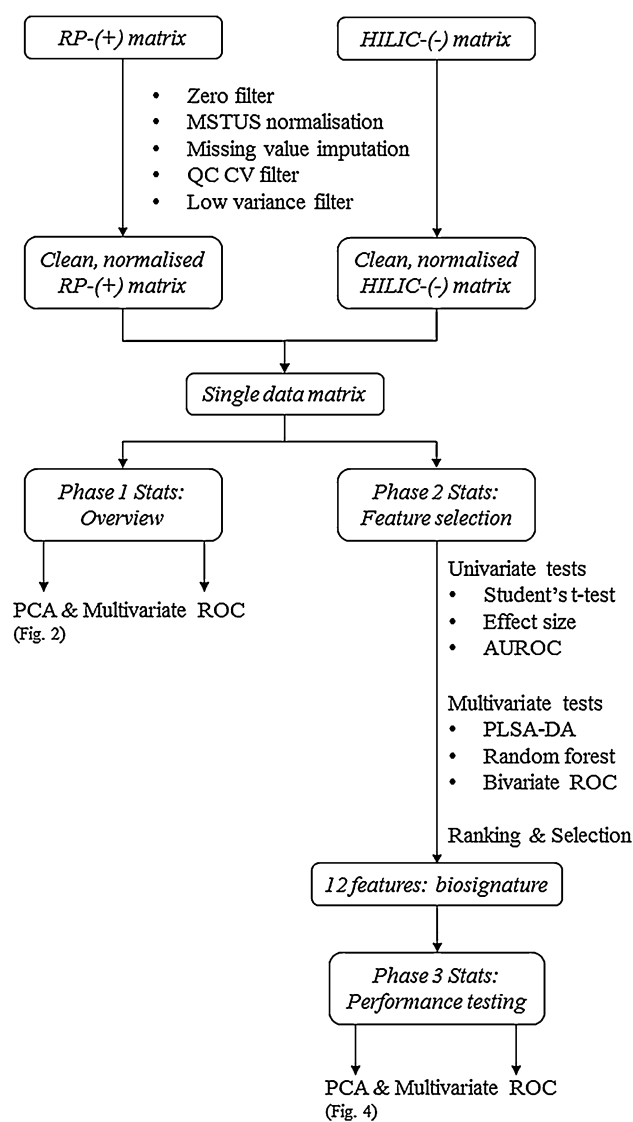 RP-(+) matrix
HILIC-(-) matrix
• Zero filter
• MSTUS normalisation
• Missing value imputation
• QC CV filter
• Low variance filter
Clean, normalised
RP-(+) matrix
Clean, normalised
HILIC-(-) matrix
Single data matrix
Phase 1 Stats:
Overview
Phase 2 Stats:
Feature selection
PCA & Multivariate ROC
(Fig. 2)
Univariate tests
• Student's t-test
• Effect size
• AUROC
Multivariate tests
• PLSA-DA
• Random forest
• Bivariate ROC
Ranking & Selection
12 features: biosignature
Phase 3 Stats:
Performance testing
PCA & Multivariate ROC
(Fig. 4)